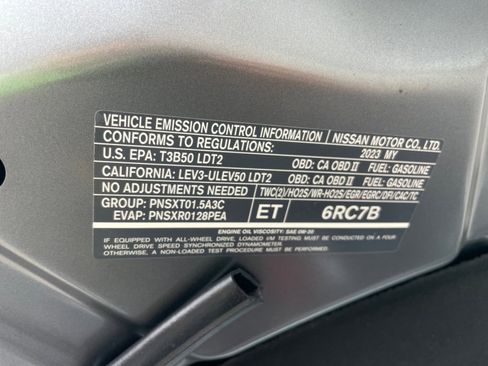 VEHICLE EMISSION CONTROL INFORMATION NISSAN MOTOR CO., LTD.
CONFORMS TO REGULATIONS: 2023 MY
U.S. EPA: T3B50 LDT2 OBD: CA OBD II FUEL: GASOLINE
CALIFORNIA: LEV3-ULEV50 LDT2 OBD: CA OBD II FUEL: GASOLINE
NO ADJUSTMENTS NEEDED TWC(2)/HO2S/WR-HO2S/EGR/EGRC/DFI/CAC/TC
GROUP: PNSXT01.5A3C
EVAP: PNSXR0128PEA
ET 6RC7B
ENGINE OIL VISCOSITY: SAE 0W-20
IF EQUIPPED WITH ALL-WHEEL DRIVE, LOADED I/M TESTING MUST BE CONDUCTED ON A FOUR
WHEEL DRIVE SPEED SYNCHRONIZED DYNAMOMETER.
OTHERWISE, A NON-LOADED TEST PROCEDURE MUST BE UTILIZED.